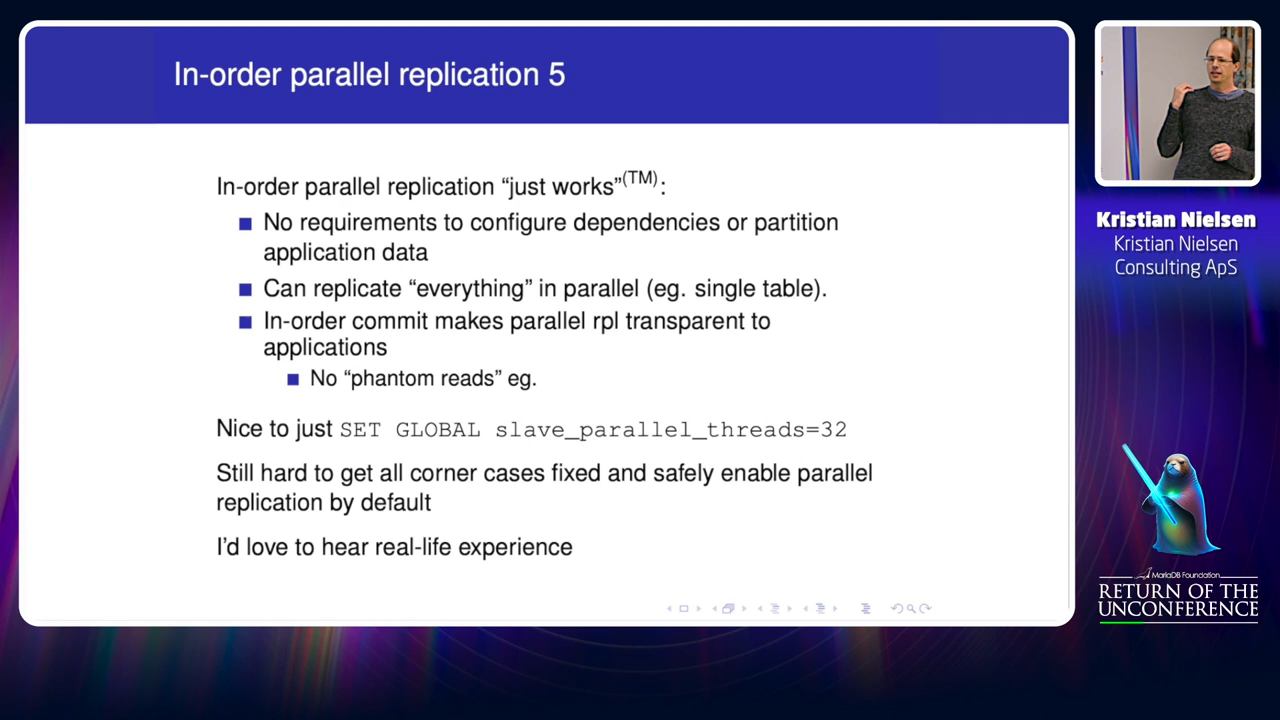 In-order parallel replication 5
In-order parallel replication “just works”(TM):
No requirements to configure dependencies or partition
application data
Can replicate “everything” in parallel (eg. single table).
In-order commit makes parallel rpl transparent to
applications
No “phantom reads” eg.
Nice to just SET GLOBAL slave_parallel_threads=32
Still hard to get all corner cases fixed and safely enable parallel
replication by default
I’d love to hear real-life experience
Kristian Nielsen
Kristian Nielsen
Consulting ApS
MariaDB Foundation
RETURN OF THE
UNCONFERENCE